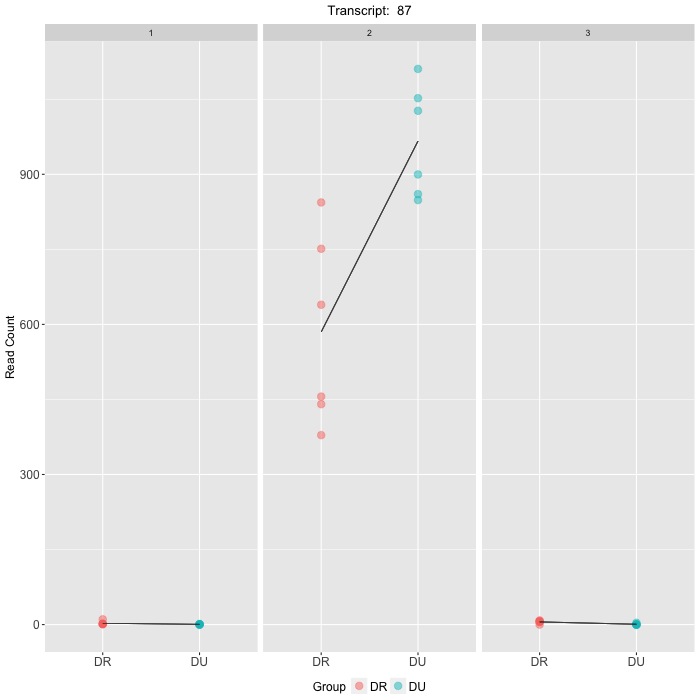 Transcript:  87
1
2
3
Read Count
900
600
300
0
DR
DU
DR
DU
DR
DU
Group
DR
DU